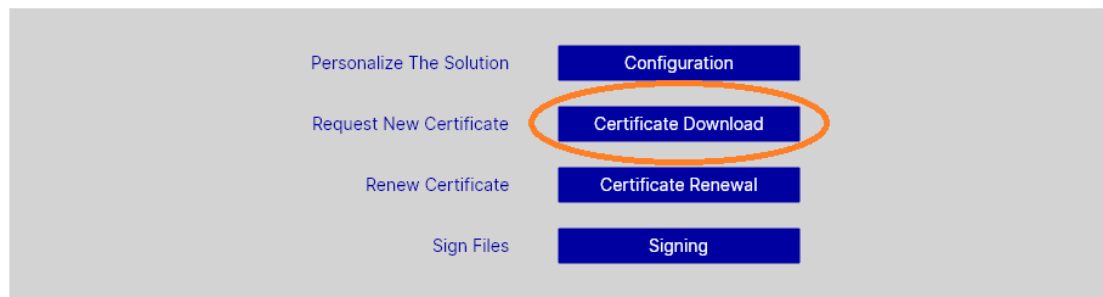 Personalize The Solution Configuration
Request New Certificate Certificate Download
Renew Certificate Certificate Renewal
Sign Files Signing